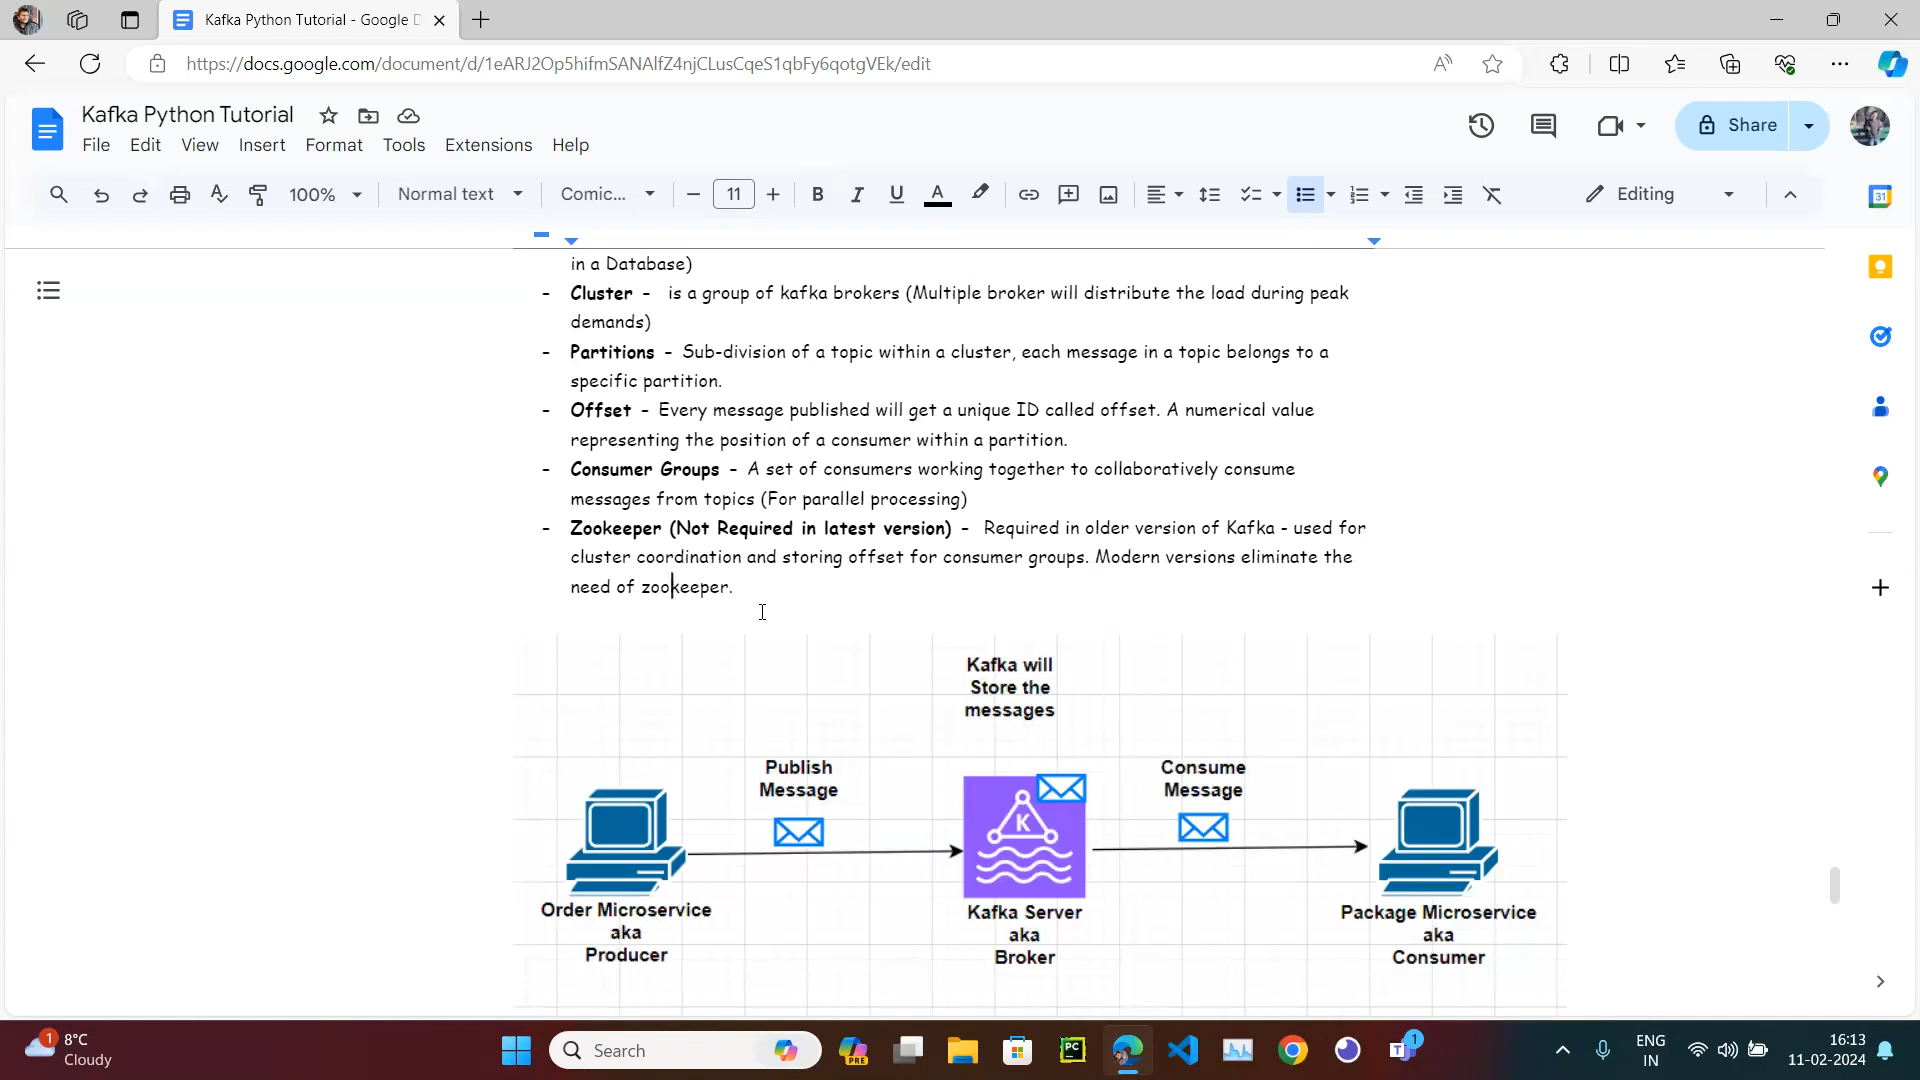 Kafka Python Tutorial - Google D
https://docs.google.com/document/d/1eARJ2Op5hifmSANAlfZ4njCLusCqeS1qbFy6qotgVEk/edit
Kafka Python Tutorial
Share
File Edit View Insert Format Tools Extensions Help
100% Normal text Comic... 11 B I U A Editing
31
in a Database)
- Cluster - is a group of kafka brokers (Multiple broker will distribute the load during peak
demands)
- Partitions - Sub-division of a topic within a cluster, each message in a topic belongs to a
specific partition.
- Offset - Every message published will get a unique ID called offset. A numerical value
representing the position of a consumer within a partition.
- Consumer Groups - A set of consumers working together to collaboratively consume
messages from topics (For parallel processing)
- Zookeeper (Not Required in latest version) - Required in older version of Kafka - used for
cluster coordination and storing offset for consumer groups. Modern versions eliminate the
need of zookeeper.
Kafka will
Store the
messages
Publish
Message
Consume
Message
K
Order Microservice
aka
Producer
Kafka Server
aka
Broker
Package Microservice
aka
Consumer
1
8°C
Cloudy
Search
PRE
PC
T
1
ENG
IN
16:13
11-02-2024